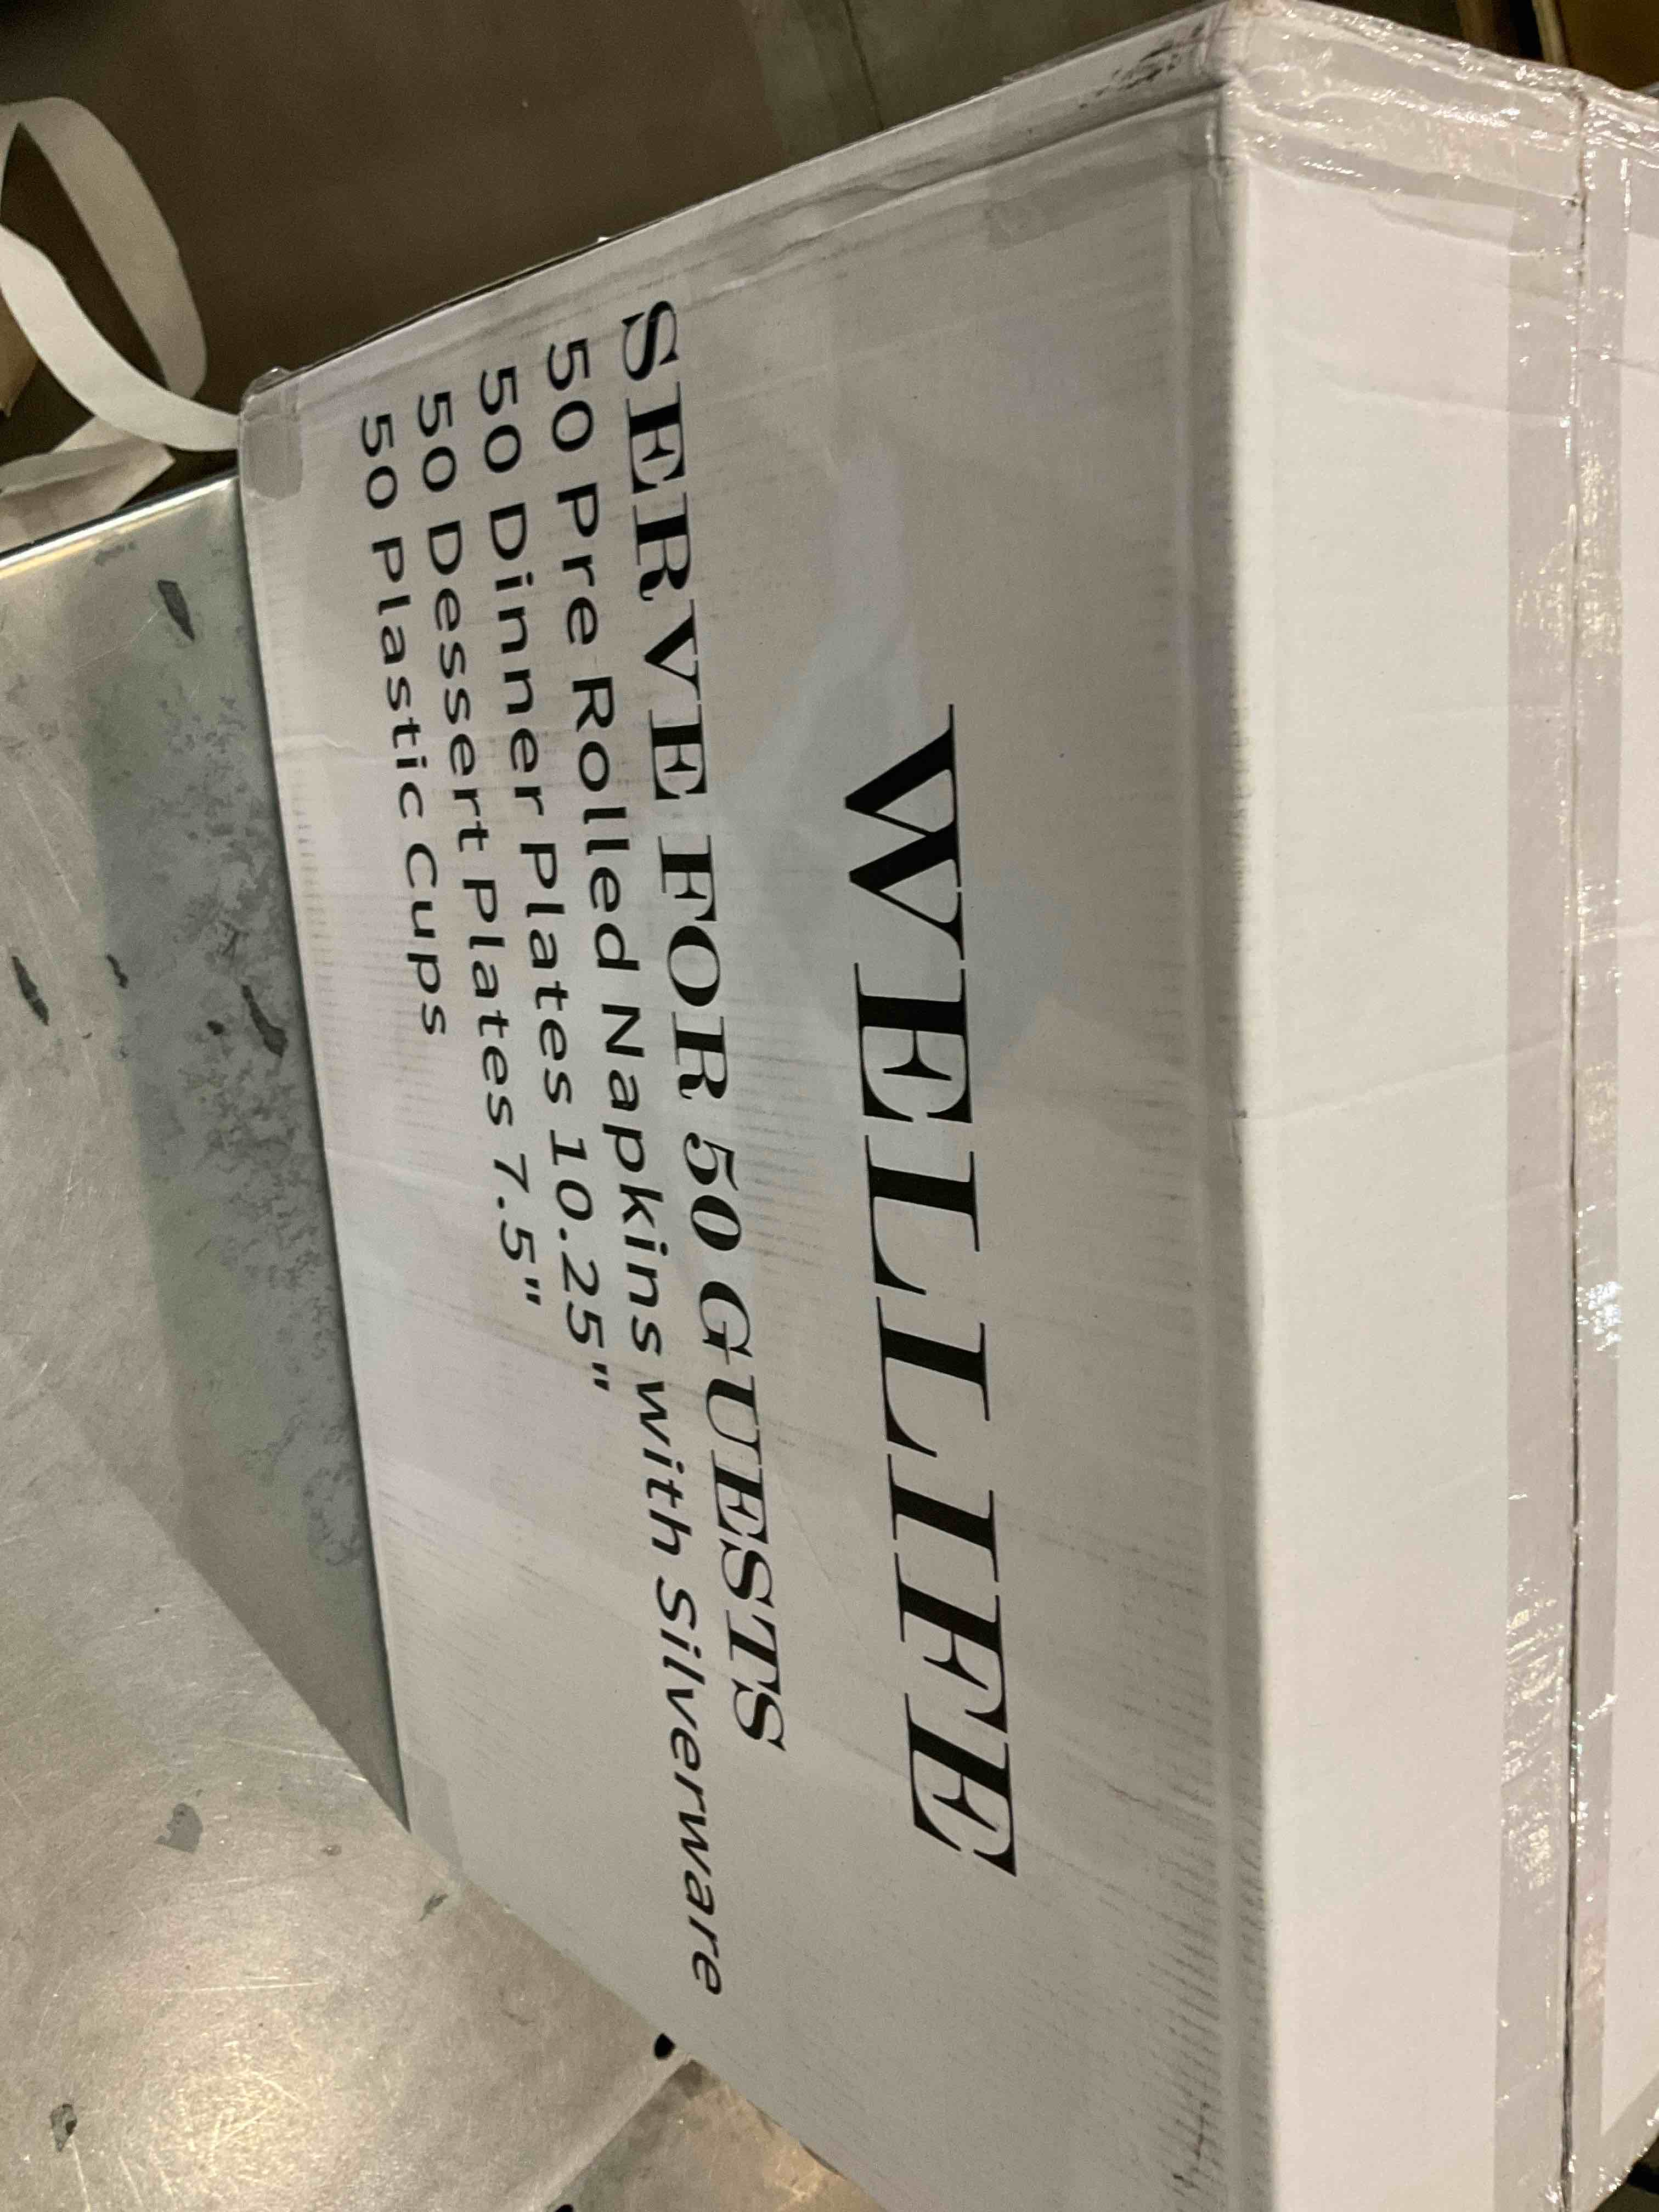 WELLIFE
SERVE FOR 50 GUESTS
50 Pre Rolled Napkins with Silverware
50 Dinner Plates 10.25"
50 Dessert Plates 7.5"
50 Plastic Cups